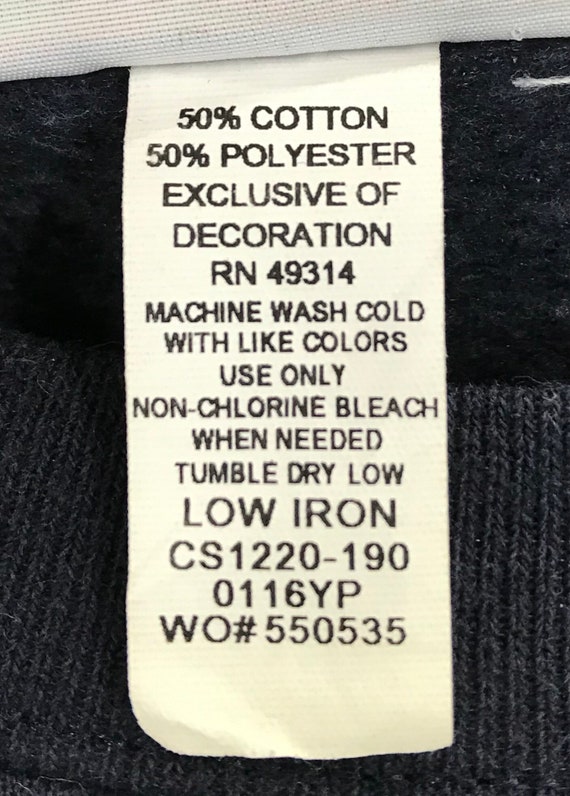 50% COTTON
50% POLYESTER
EXCLUSIVE OF
DECORATION
RN 49314
MACHINE WASH COLD
WITH LIKE COLORS
USE ONLY
NON-CHLORINE BLEACH
WHEN NEEDED
TUMBLE DRY LOW
LOW IRON
CS1220-190
0116YP
WO# 550535